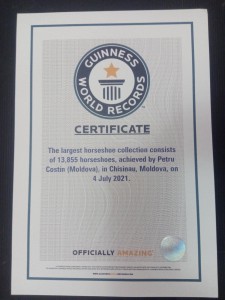 GUINNESS
WORLD RECORDS
CERTIFICATE
The largest horseshoe collection consists
of 13,855 horseshoes, achieved by Petru
Costin (Moldova), in Chisinau, Moldova, on
4 July 2021.
OFFICIALLY AMAZING